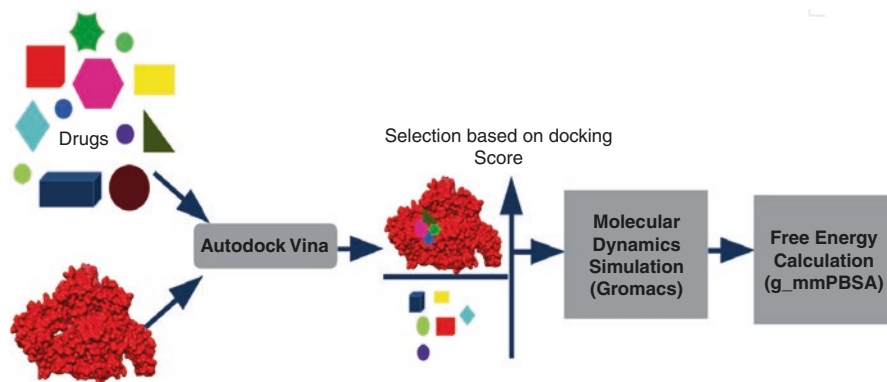 Drugs
Autodock Vina
Selection based on docking
Score
Molecular
Dynamics
Simulation
(Gromacs)
Free Energy
Calculation
(g_mmPBSA)